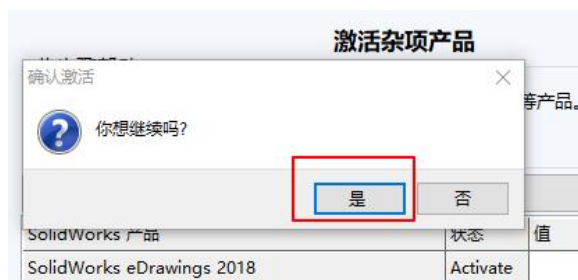 激活杂项产品
确认激活
等产品。
你想继续吗?
是
否
SolidWorks 产品
状态
值
SolidWorks eDrawings 2018
Activate